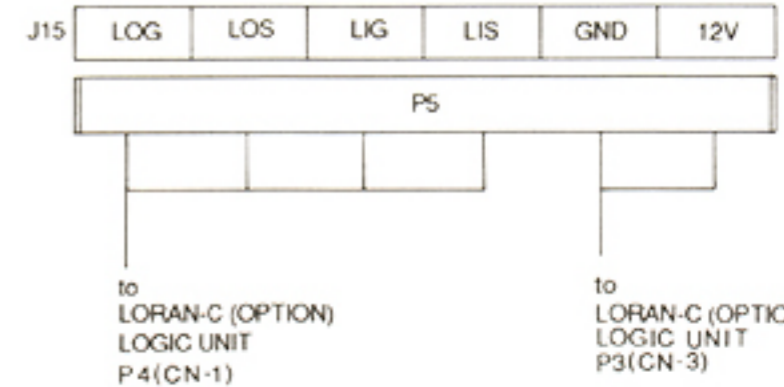 J15 LOG LOS LIG LIS GND 12V
P5
to
LORAN-C (OPTION)
LOGIC UNIT
P4(CN-1)
to
LORAN-C
LOGIC UNIT
P3(CN-3)